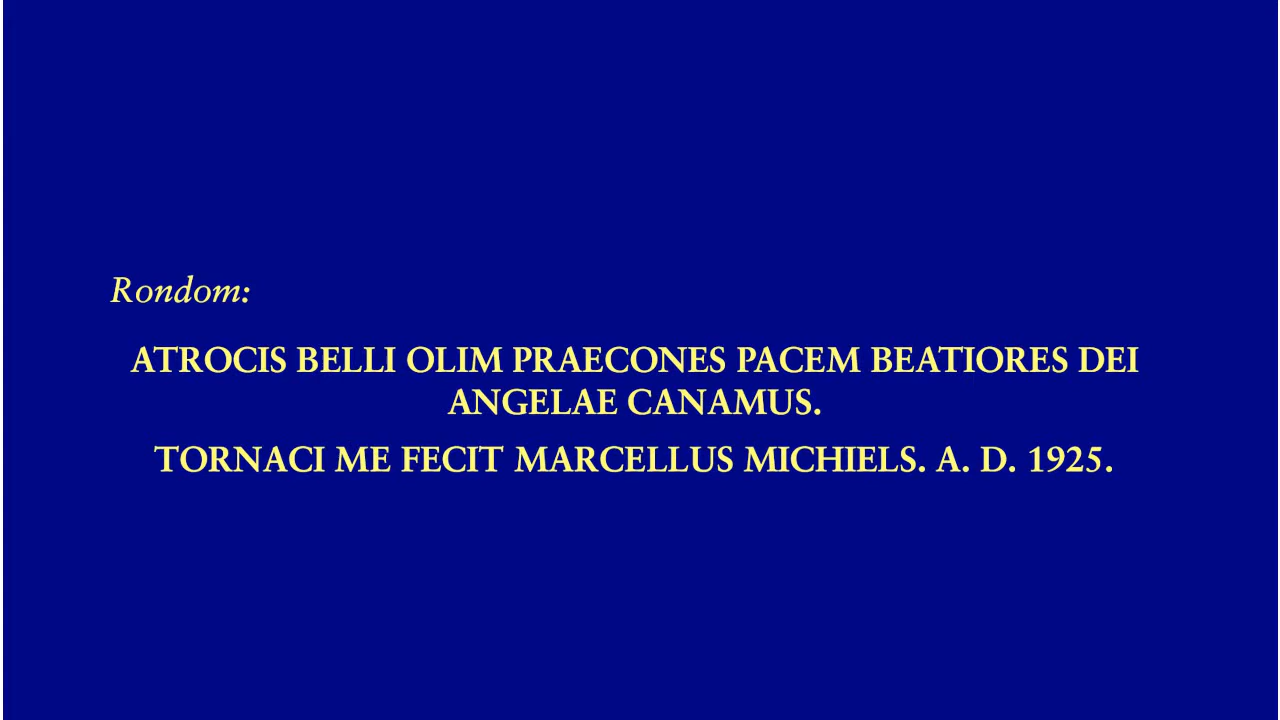 Rondom:
ATROCIS BELLI OLIM PRAECONES PACEM BEATIORES DEI
ANGELAE CANAMUS.
TORNACI ME FECIT MARCELLUS MICHIELS. A. D. 1925.